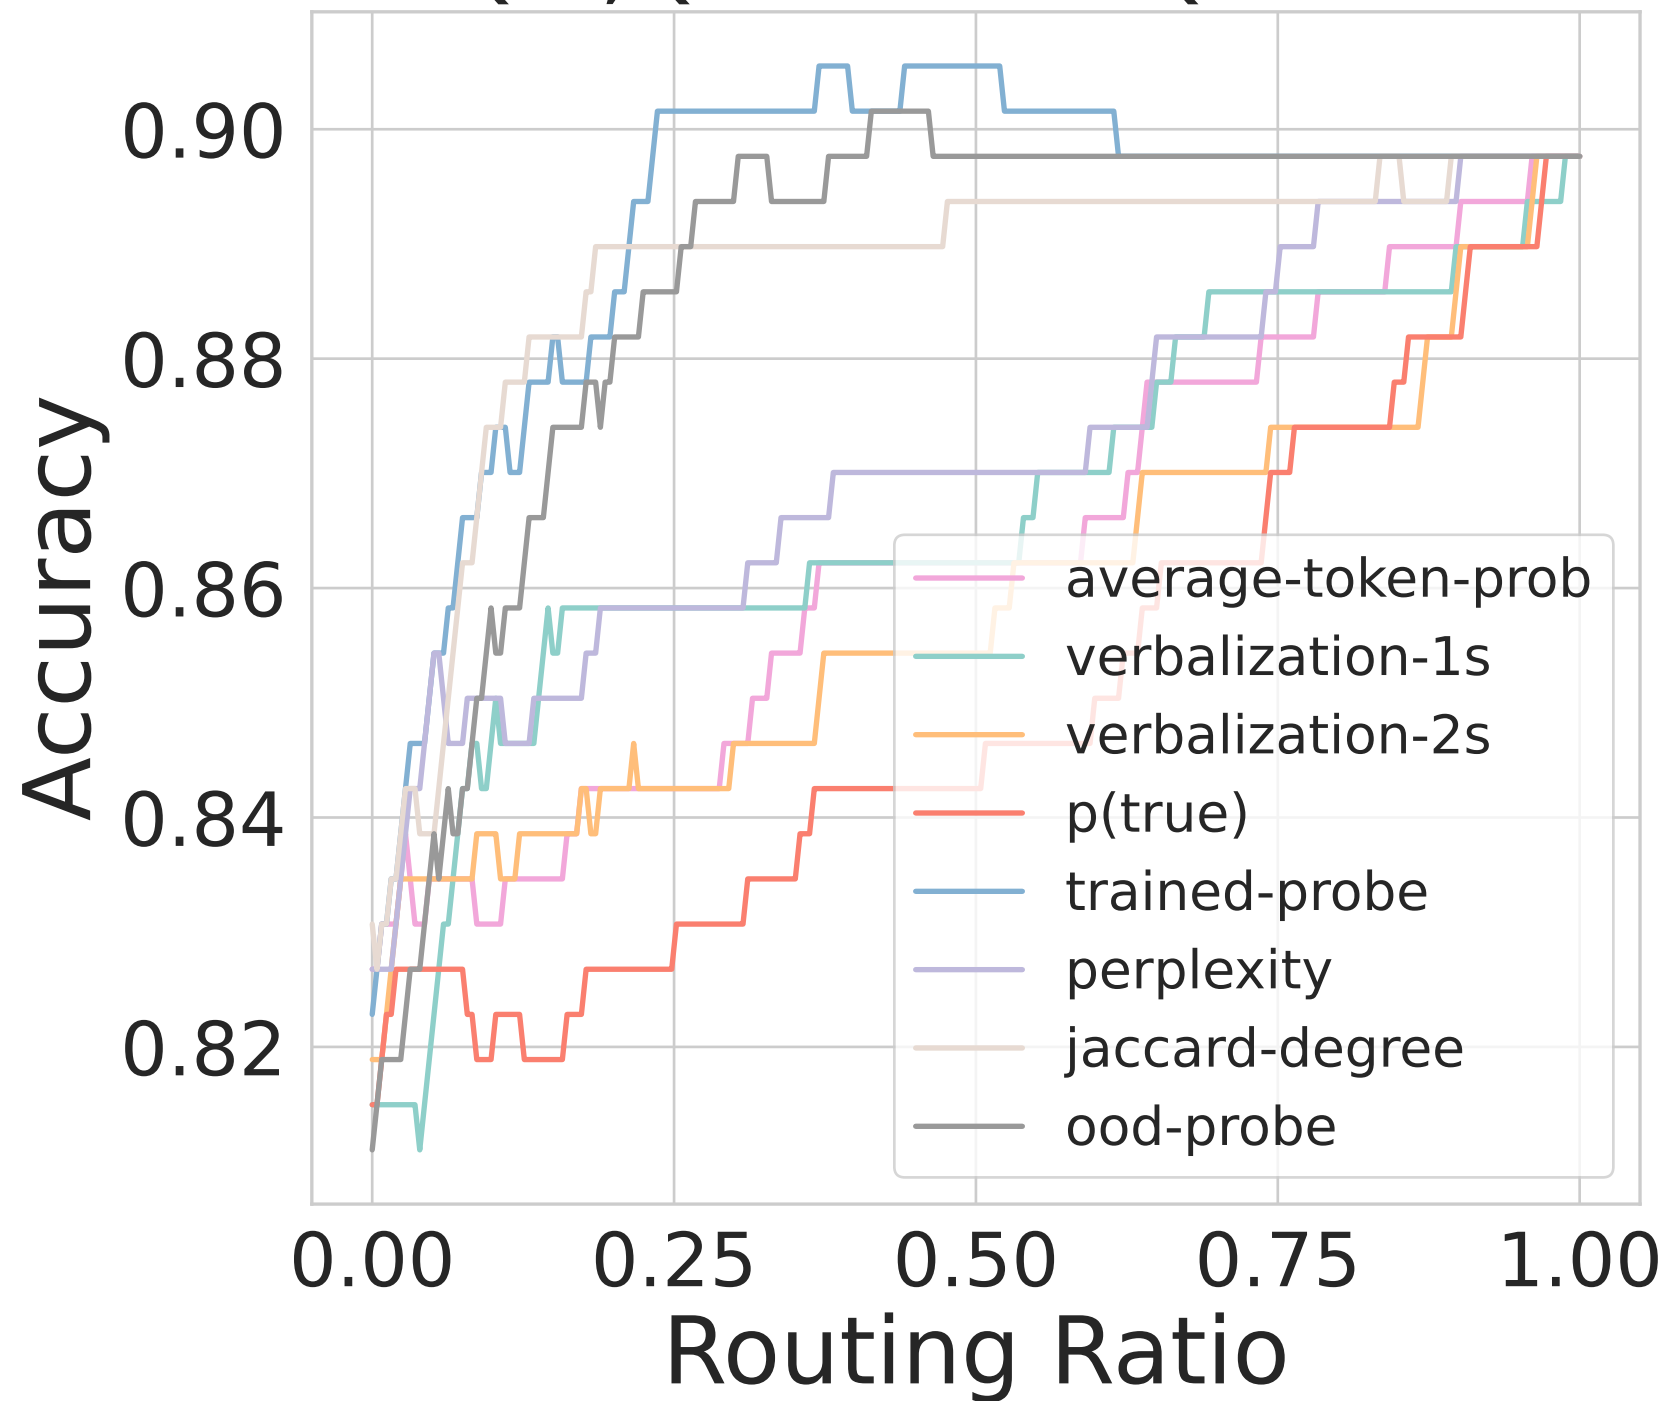 0.90
0.88
0.86
0.84
0.82
Accuracy
average-token-prob
verbalization-1s
verbalization-2s
p(true)
trained-probe
perplexity
jaccard-degree
ood-probe
0.00 0.25 0.50 0.75 1.00
Routing Ratio